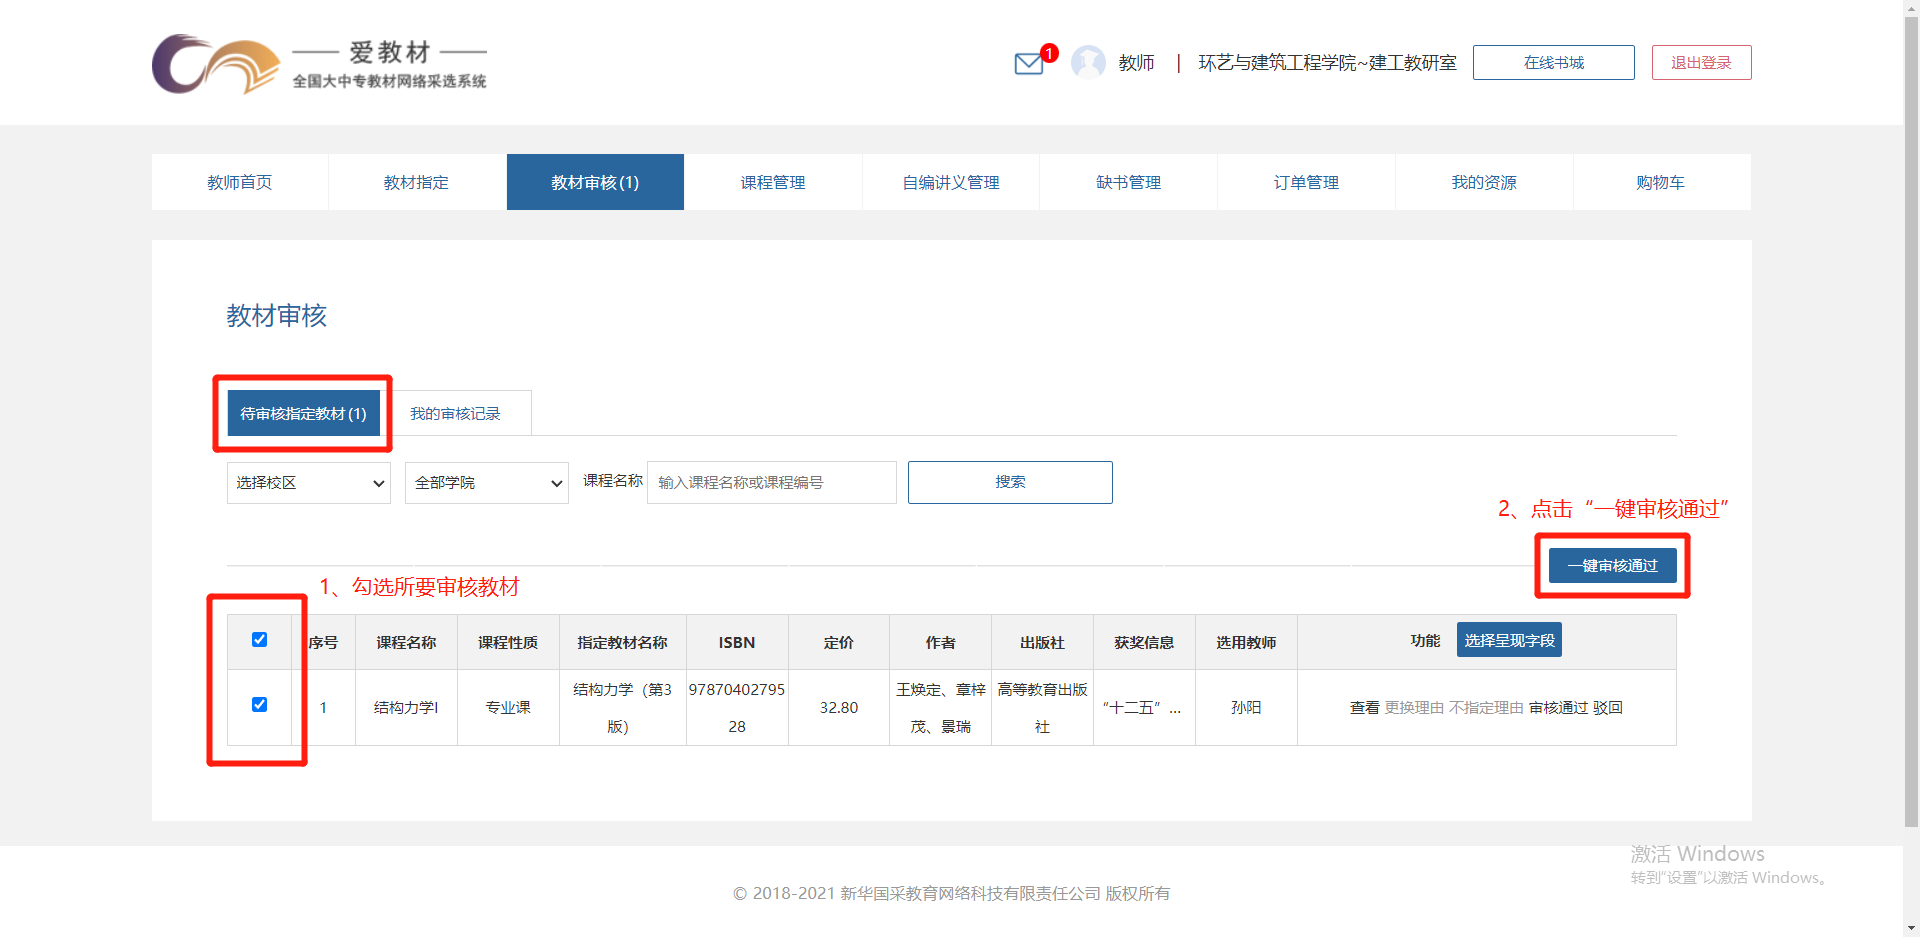 爱教材
全国大中专教材网络采选系统
1
教师 | 环艺与建筑工程学院~建工教研室
在线书城
退出登录
教师首页
教材指定
教材审核(1)
课程管理
自编讲义管理
缺书管理
订单管理
我的资源
购物车
教材审核
待审核指定教材(1)
我的审核记录
选择校区
全部学院
课程名称
输入课程名称或课程编号
搜索
2、点击“一键审核通过”
一键审核通过
1、勾选所要审核教材
序号 课程名称 课程性质 指定教材名称 ISBN 定价 作者 出版社 获奖信息 选用教师 功能 选择呈现字段
结构力学（第3 97870402795 王焕定、章梓 高等教育出版
1 结构力学I 专业课 32.80 “十二五”... 孙阳 查看 更换理由 不指定理由 审核通过 驳回
版） 28 茂、景瑞 社
激活 Windows
转到“设置”以激活 Windows。
© 2018-2021 新华国采教育网络科技有限责任公司 版权所有